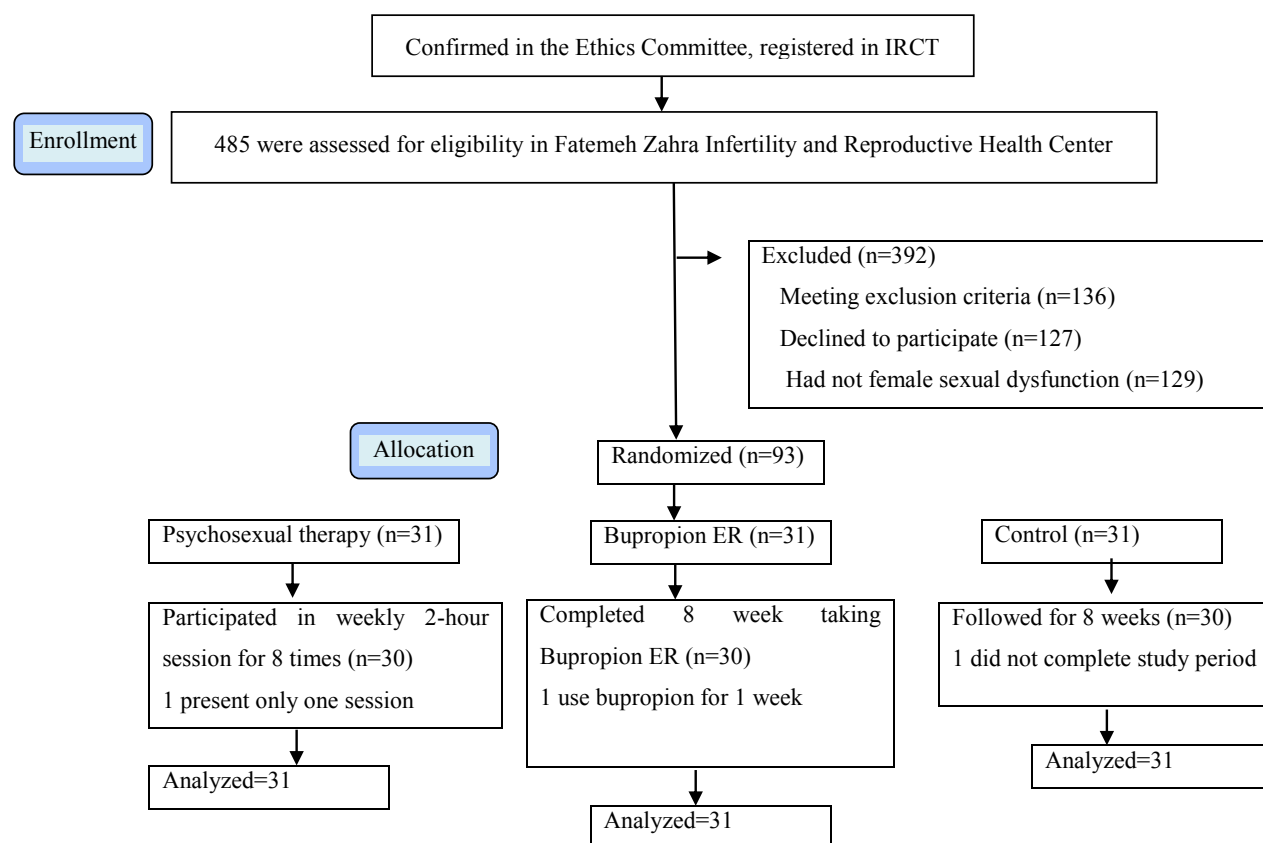 Confirmed in the Ethics Committee, registered in IRCT
Enrollment
485 were assessed for eligibility in Fatemeh Zahra Infertility and Reproductive Health Center
Excluded (n=392)
Meeting exclusion criteria (n=136)
Declined to participate (n=127)
Had not female sexual dysfunction (n=129)
Allocation
Randomized (n=93)
Psychosexual therapy (n=31)
Participated in weekly 2-hour
session for 8 times (n=30)
1 present only one session
Analyzed=31
Bupropion ER (n=31)
Completed 8 week taking
Bupropion ER (n=30)
1 use bupropion for 1 week
Analyzed=31
Control (n=31)
Followed for 8 weeks (n=30)
1 did not complete study period
Analyzed=31